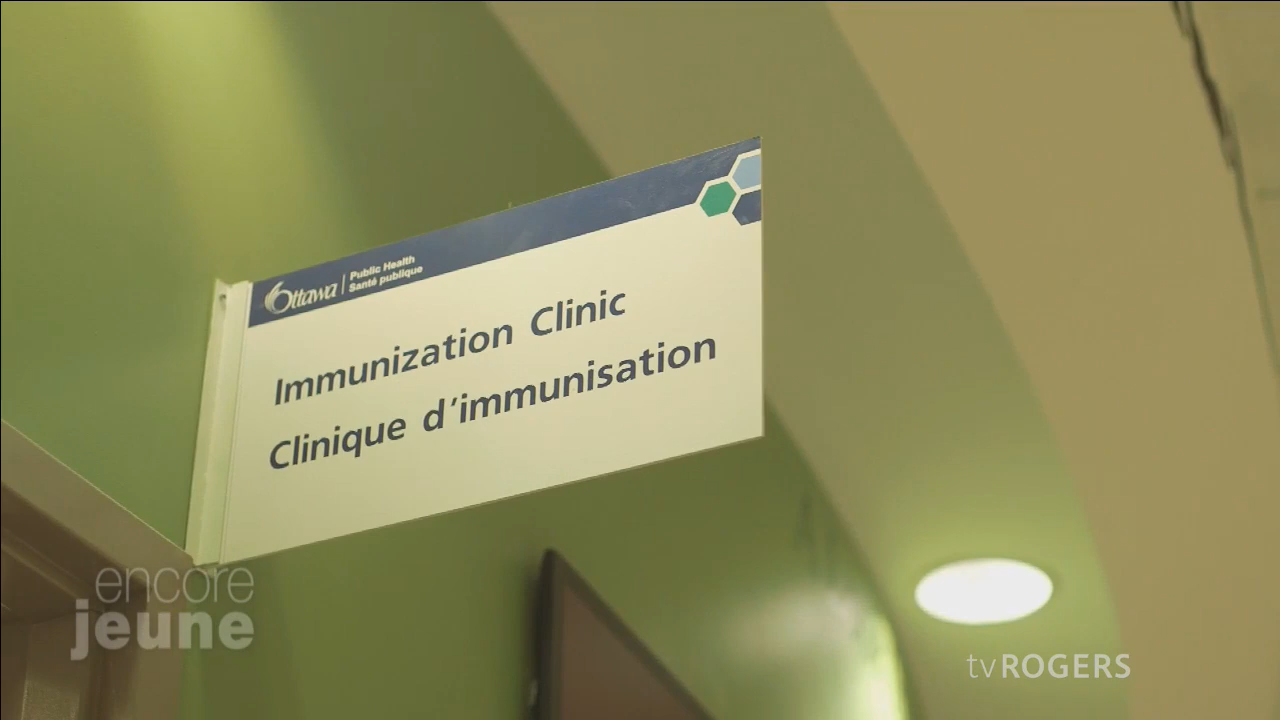 Ottawa
Public Health
Santé publique
Immunization Clinic
Clinique d'immunisation
encore
jeune
tvROGERS